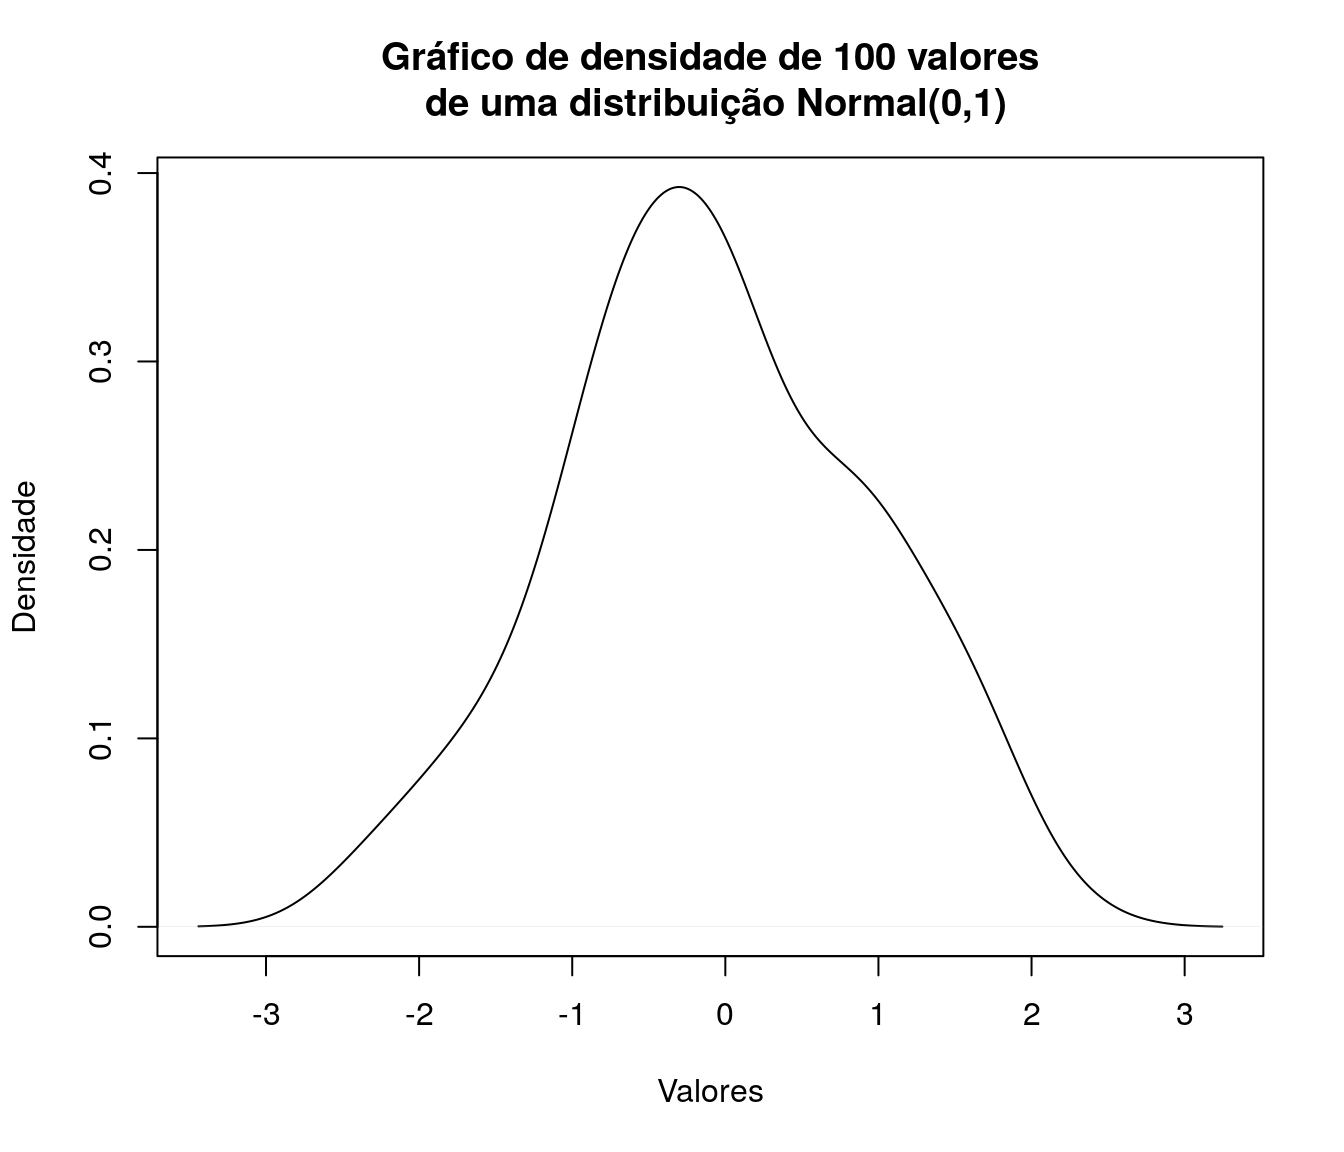 Gráfico de densidade de 100 valores
de uma distribuição Normal(0,1)
0.4
0.3
0.2
0.1
0.0
Densidade
-3 -2 -1 0 1 2 3
Valores